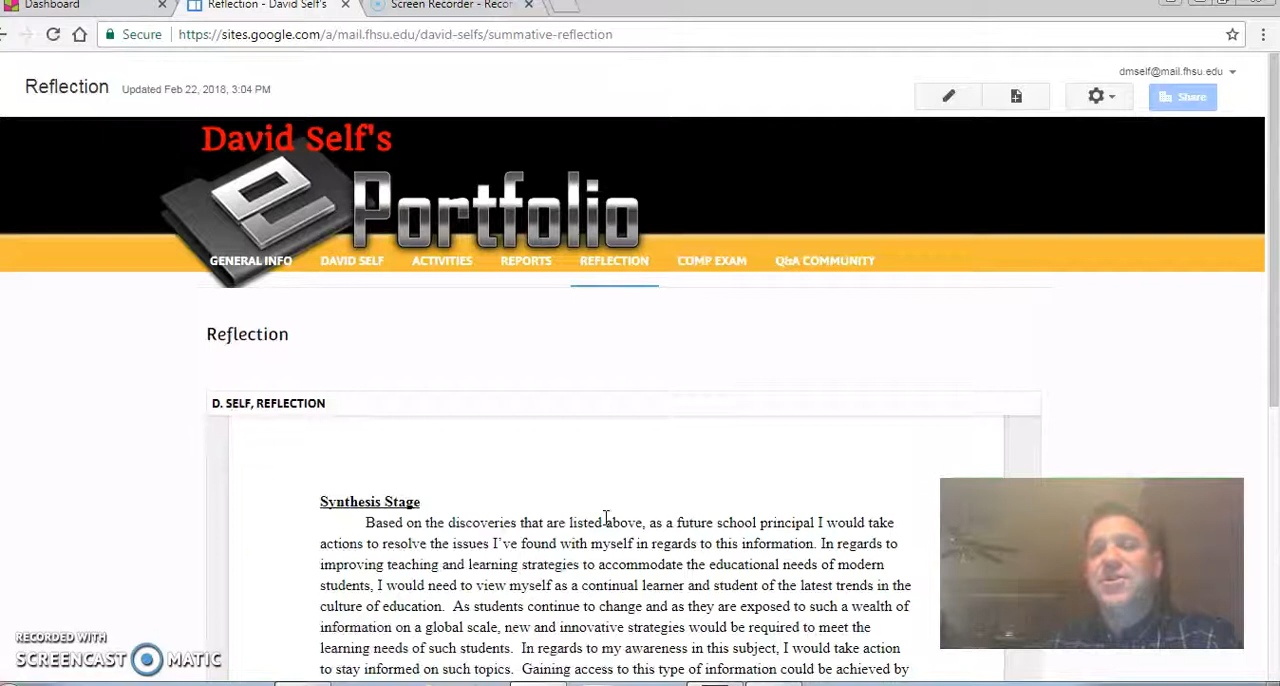 Dashboard
Reflection - David Self's
Screen Recorder - Recor
Secure
https://sites.google.com/a/mail.fhsu.edu/david-selfs/summative-reflection
dmself@mail.fhsu.edu
Reflection
Updated Feb 22, 2018, 3:04 PM
Share
David Self's
e Portfolio
GENERAL INFO
DAVID SELF
ACTIVITIES
REPORTS
REFLECTION
COMP EXAM
Q&A COMMUNITY
Reflection
D. SELF, REFLECTION
Synthesis Stage
Based on the discoveries that are listed above, as a future school principal I would take
actions to resolve the issues I've found with myself in regards to this information. In regards to
improving teaching and learning strategies to accommodate the educational needs of modern
students, I would need to view myself as a continual learner and student of the latest trends in the
culture of education. As students continue to change and as they are exposed to such a wealth of
information on a global scale, new and innovative strategies would be required to meet the
learning needs of such students. In regards to my awareness in this subject, I would take action
to stay informed on such topics. Gaining access to this type of information could be achieved by
RECORDED WITH
SCREENCAST MATIC